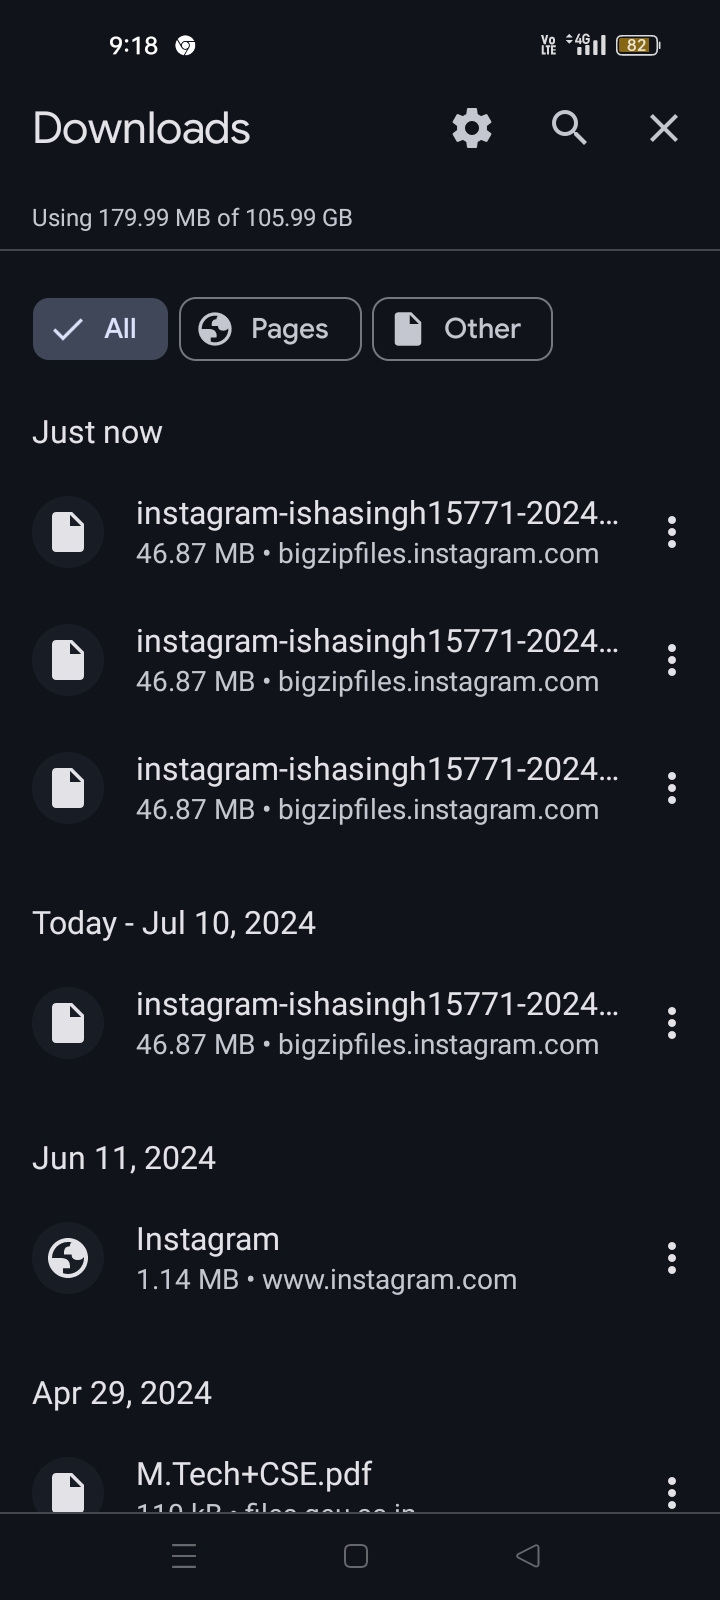 9:18 Vo LTE 4G 82
Downloads
Using 179.99 MB of 105.99 GB
All Pages Other
Just now
instagram-ishasingh15771-2024...
46.87 MB • bigzipfiles.instagram.com
instagram-ishasingh15771-2024...
46.87 MB • bigzipfiles.instagram.com
instagram-ishasingh15771-2024...
46.87 MB • bigzipfiles.instagram.com
Today - Jul 10, 2024
instagram-ishasingh15771-2024...
46.87 MB • bigzipfiles.instagram.com
Jun 11, 2024
Instagram
1.14 MB • www.instagram.com
Apr 29, 2024
M.Tech+CSE.pdf